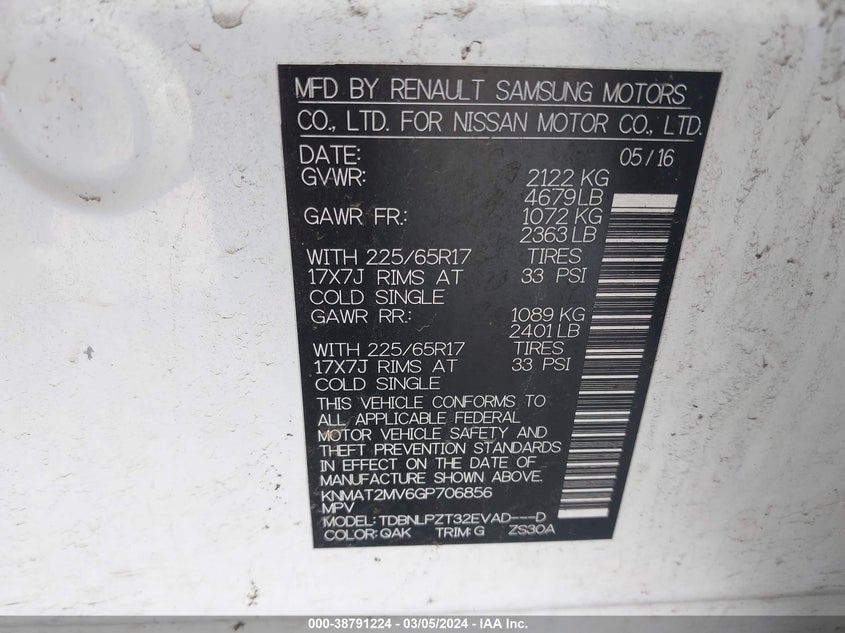 MFD BY RENAULT SAMSUNG MOTORS
CO., LTD. FOR NISSAN MOTOR CO., LTD.
DATE: 05/16
GVWR: 2122 KG
4679LB
GAWR FR.: 1072 KG
2363LB
WITH 225/65R17 TIRES
17X7J RIMS AT 33 PSI
COLD SINGLE
GAWR RR.: 1089 KG
2401LB
WITH 225/65R17 TIRES
17X7J RIMS AT 33 PSI
COLD SINGLE
THIS VEHICLE CONFORMS TO
ALL APPLICABLE FEDERAL
MOTOR VEHICLE SAFETY AND
THEFT PREVENTION STANDARDS
IN EFFECT ON THE DATE OF
MANUFACTURE SHOWN ABOVE.
KNMAT2MV6GP706856
MPV
MODEL: TDBNLPZT32EVAD---D
COLOR: QAK TRIM: G ZS30A
000-38791224 - 03/05/2024 - IAA Inc.